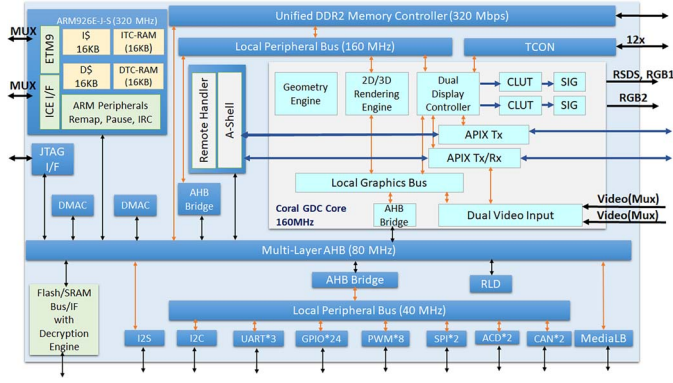 ARM926E-J-S (320 MHz)
Unified DDR2 Memory Controller (320 Mbps)
MUX
ETM9
I$
16KB
ITC-RAM
(16KB)
D$
16KB
DTC-RAM
(16KB)
MUX
ICE I/F
ARM Peripherals
Remap, Pause, IRC
Local Peripheral Bus (160 MHz)
TCON
12x
Remote Handler
A-Shell
Geometry
Engine
2D/3D
Rendering
Engine
Dual
Display
Controller
CLUT
SIG
RSDS, RGB1
CLUT
SIG
RGB2
APIX Tx
APIX Tx/Rx
JTAG
I/F
DMAC
DMAC
AHB
Bridge
Local Graphics Bus
Coral GDC Core
160MHz
AHB
Bridge
Dual Video Input
Video(Mux)
Video(Mux)
Multi-Layer AHB (80 MHz)
Flash/SRAM
Bus/IF
with
Decryption
Engine
AHB Bridge
RLD
Local Peripheral Bus (40 MHz)
I2S
I2C
UART*3
GPIO*24
PWM*8
SPI*2
ACD*2
CAN*2
MediaLB